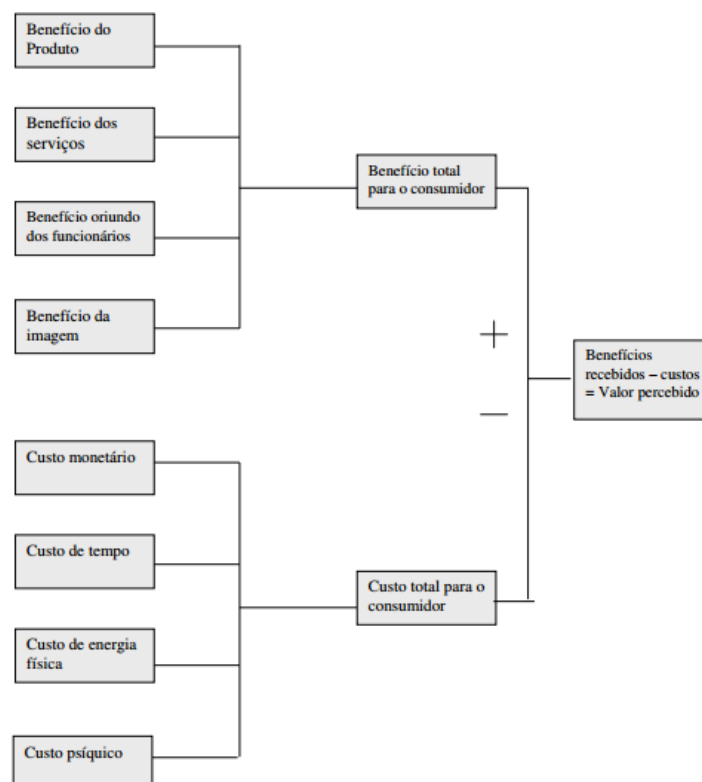 Benefício do
Produto
Benefício dos
serviços
Benefício oriundo
dos funcionários
Benefício da
imagem
Benefício total
para o consumidor
+
—
Benefícios
recebidos – custos
= Valor percebido
Custo monetário
Custo de tempo
Custo de energia
física
Custo psíquico
Custo total para o
consumidor